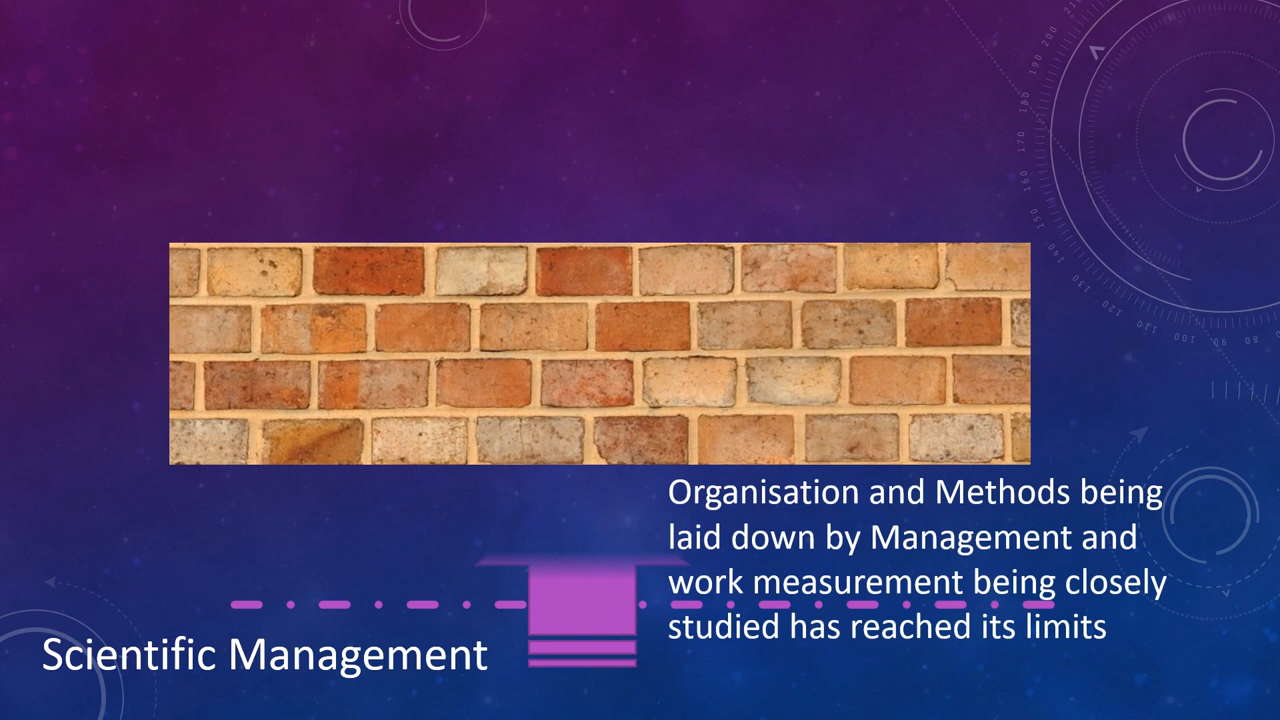 Organisation and Methods being
laid down by Management and
work measurement being closely
studied has reached its limits
Scientific Management